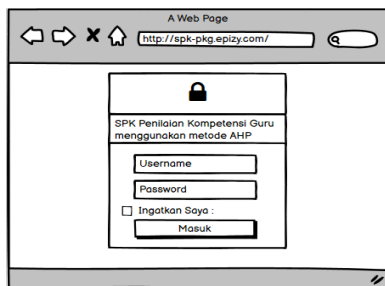 A Web Page
http://spk-pkg.epizy.com/
SPK Penilaian Kompetensi Guru
menggunakan metode AHP
Username
Password
Ingatkan Saya :
Masuk